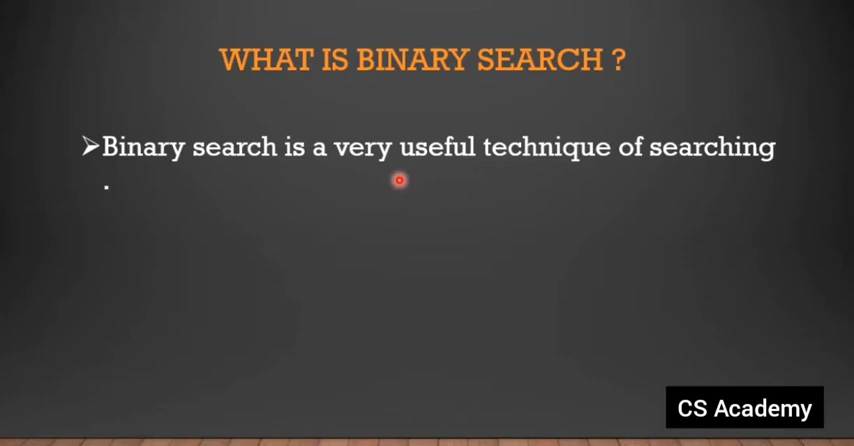 WHAT IS BINARY SEARCH ?
➢Binary search is a very useful technique of searching
.
CS Academy